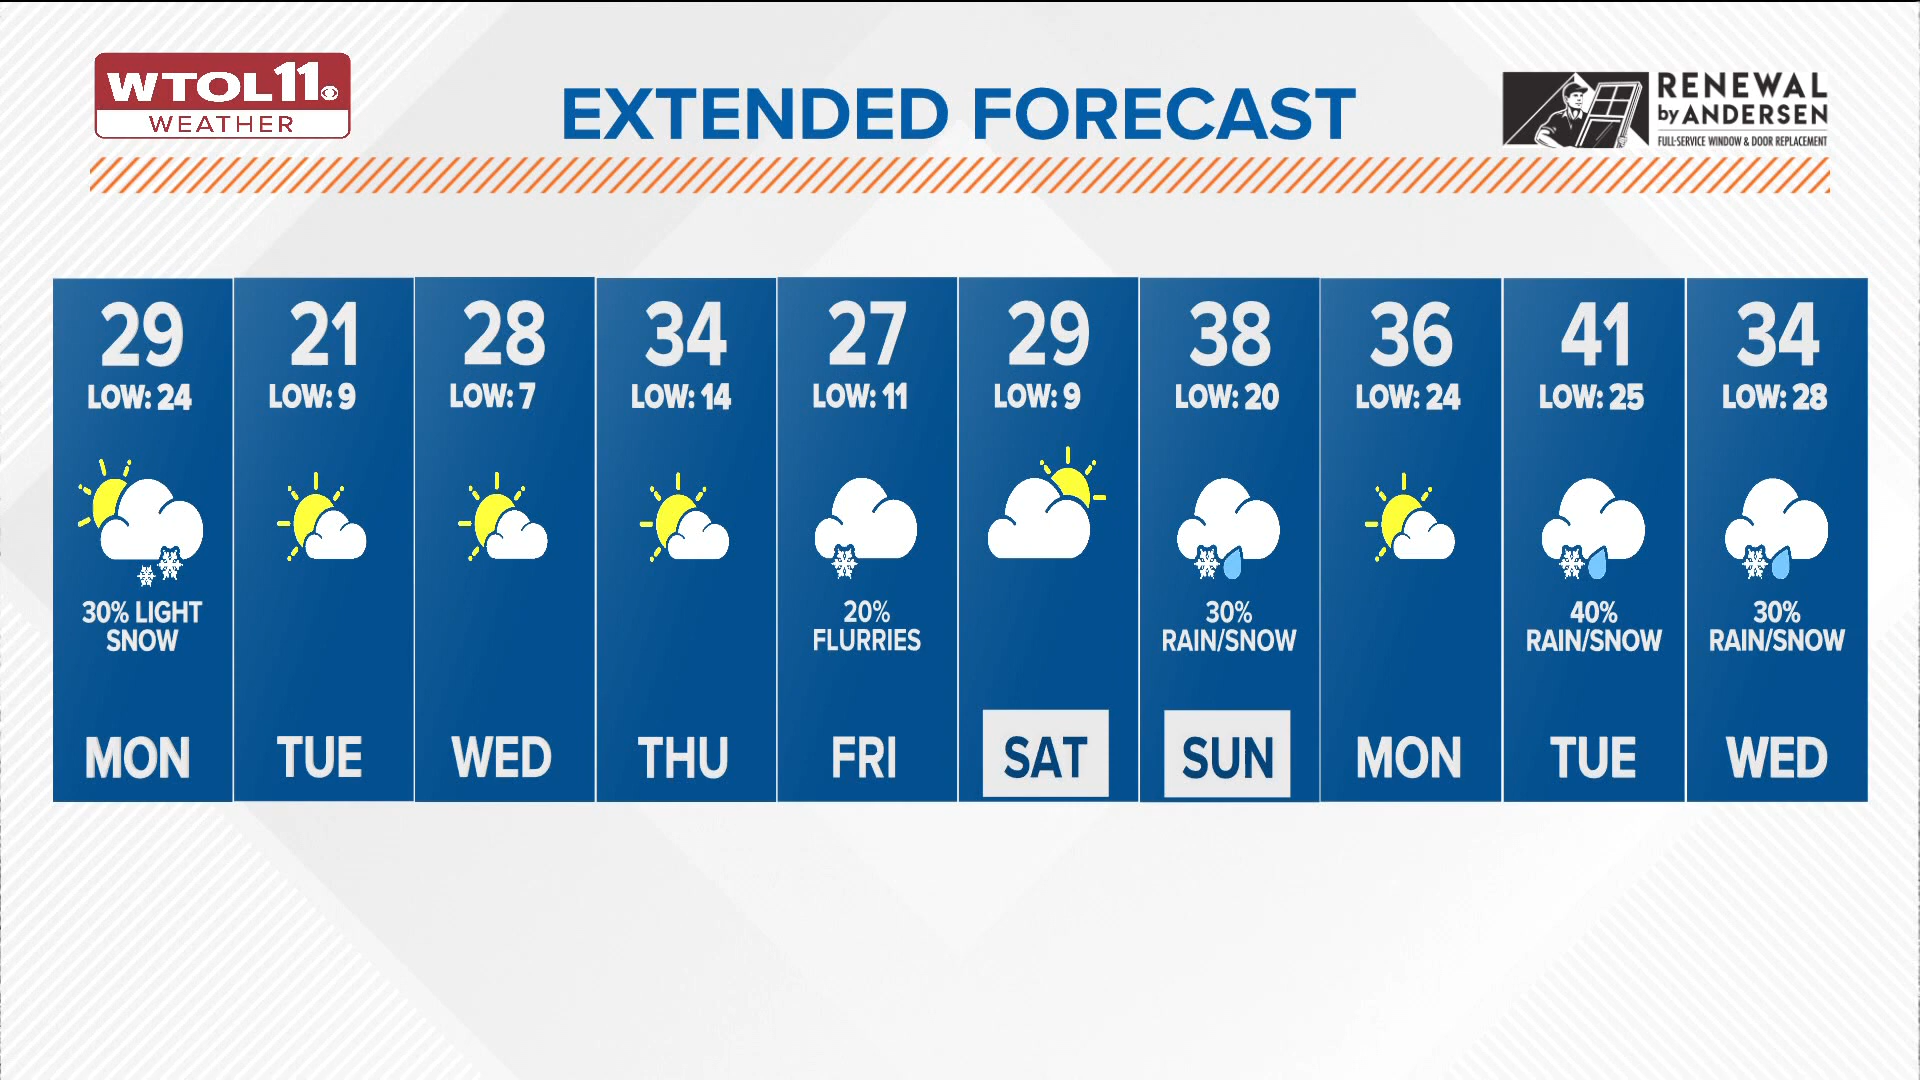 WTOL 11
WEATHER
EXTENDED FORECAST
RENEWAL
by ANDERSEN
FULL-SERVICE WINDOW & DOOR REPLACEMENT
29
LOW: 24
30% LIGHT
SNOW
MON
21
LOW: 9
TUE
28
LOW: 7
WED
34
LOW: 14
THU
27
LOW: 11
20%
FLURRIES
FRI
29
LOW: 9
SAT
38
LOW: 20
30%
RAIN/SNOW
SUN
36
LOW: 24
MON
41
LOW: 25
40%
RAIN/SNOW
TUE
34
LOW: 28
30%
RAIN/SNOW
WED